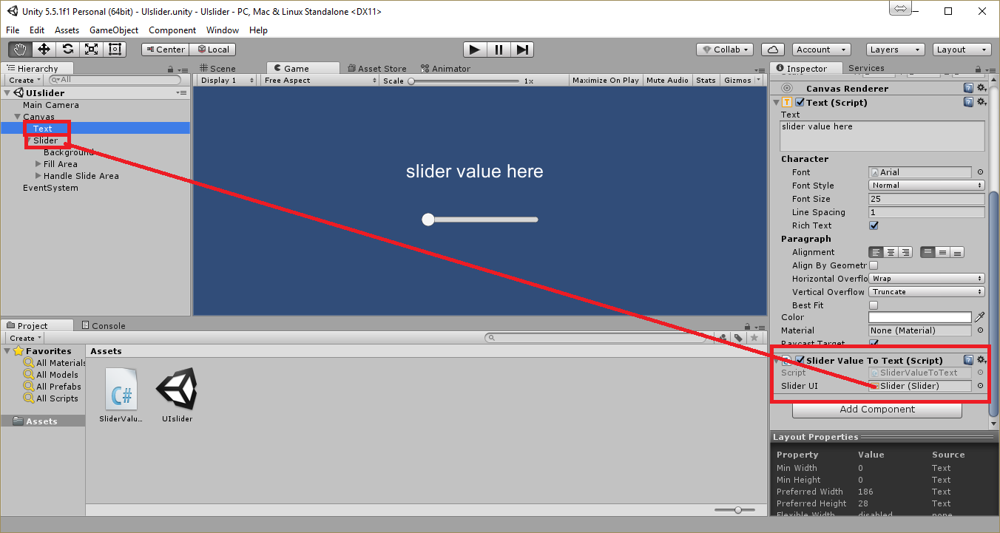 Unity 5.5.1f1 Personal (64bit) - UIslider.unity - UIslider - PC, Mac & Linux Standalone <DX11>
File Edit Assets GameObject Component Window Help
Center Local Collab Account Layers Layout
Hierarchy
Create All
UIslider
Main Camera
Canvas
Text
Slider
Background
Fill Area
Handle Slide Area
EventSystem
Scene Game Asset Store Animator
Display 1 Free Aspect Scale 1x Maximize On Play Mute Audio Stats Gizmos
slider value here
Inspector Services
Canvas Renderer
Text (Script)
Text
slider value here
Character
Font Arial
Font Style Normal
Font Size 25
Line Spacing 1
Rich Text
Paragraph
Alignment
Align By Geometr
Horizontal Overflo Wrap
Vertical Overflow Truncate
Best Fit
Color
Material None (Material)
Raycast Target
Slider Value To Text (Script)
Script SliderValueToText
Slider UI Slider (Slider)
Add Component
Layout Properties
Property Value Source
Min Width 0 Text
Min Height 0 Text
Preferred Width 186 Text
Preferred Height 28 Text
Flexible Width disabled none
Project Console
Create
Favorites
All Materials
All Models
All Prefabs
All Scripts
Assets
Assets
C#
SliderValu... UIslider